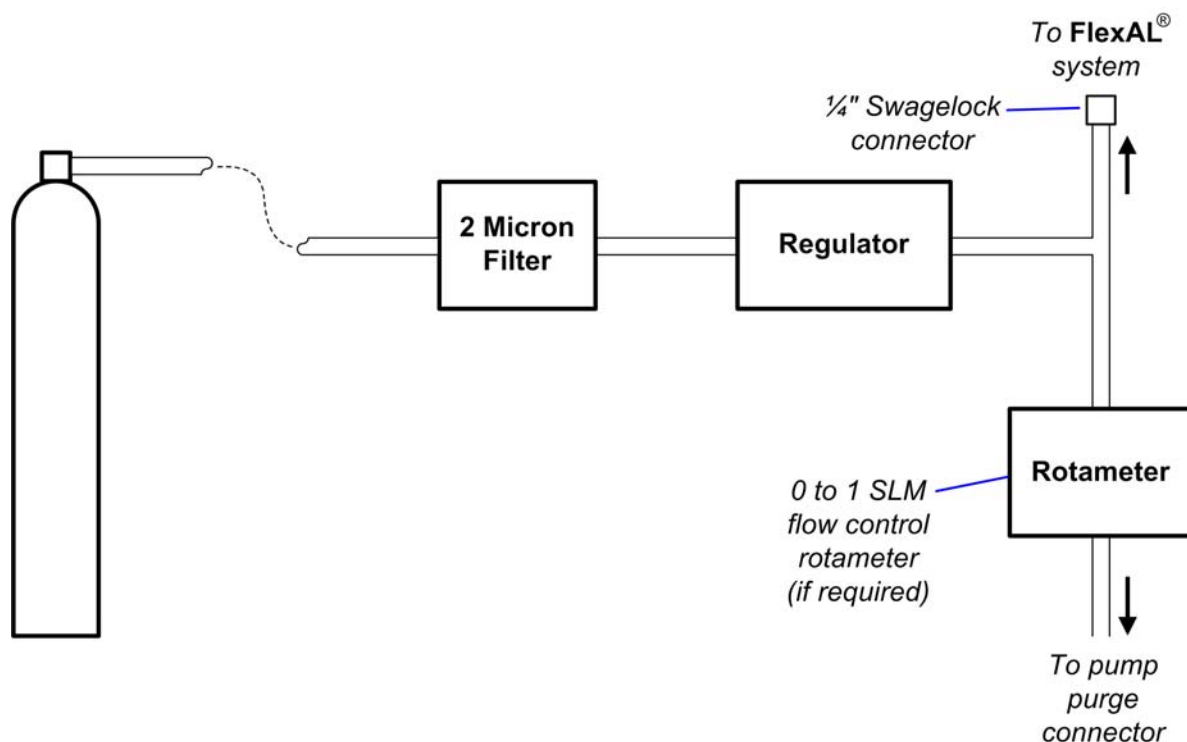 To FlexAL®
system
¼" Swagelock
connector
2 Micron
Filter
Regulator
Rotameter
0 to 1 SLM
flow control
rotameter
(if required)
To pump
purge
connector